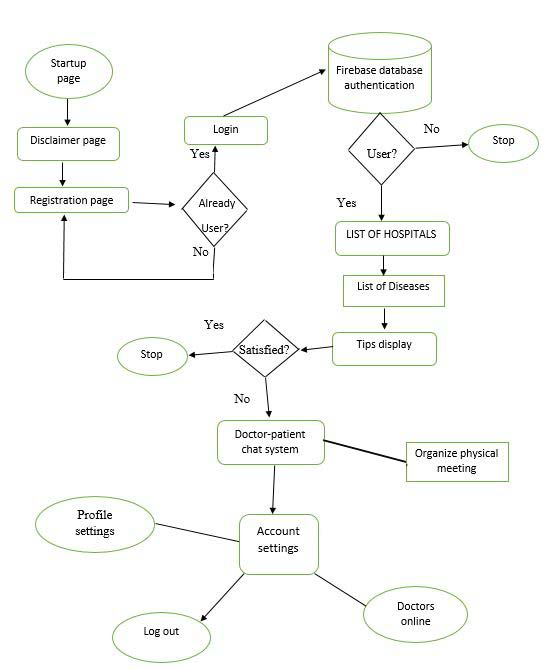 Startup
page
Disclaimer page
Registration page
Already
User?
Yes
No
Login
Firebase database
authentication
User?
No
Stop
Yes
LIST OF HOSPITALS
List of Diseases
Tips display
Satisfied?
Yes
Stop
No
Doctor-patient
chat system
Organize physical
meeting
Account
settings
Profile
settings
Log out
Doctors
online